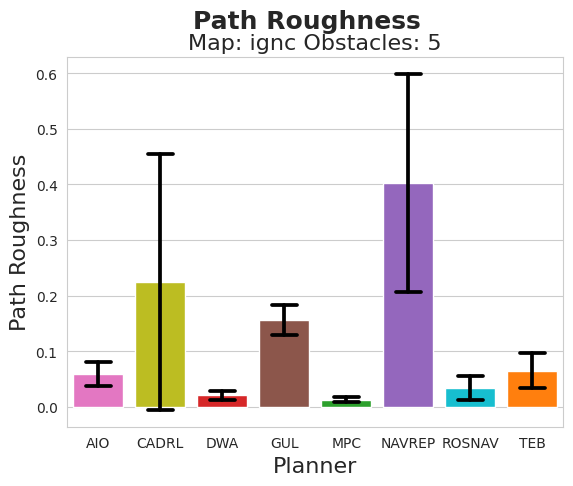 Path Roughness
Map: ignc Obstacles: 5
Path Roughness
0.6
0.5
0.4
0.3
0.2
0.1
0.0
AIO CADRL DWA GUL MPC NAVREP ROSNAV TEB
Planner